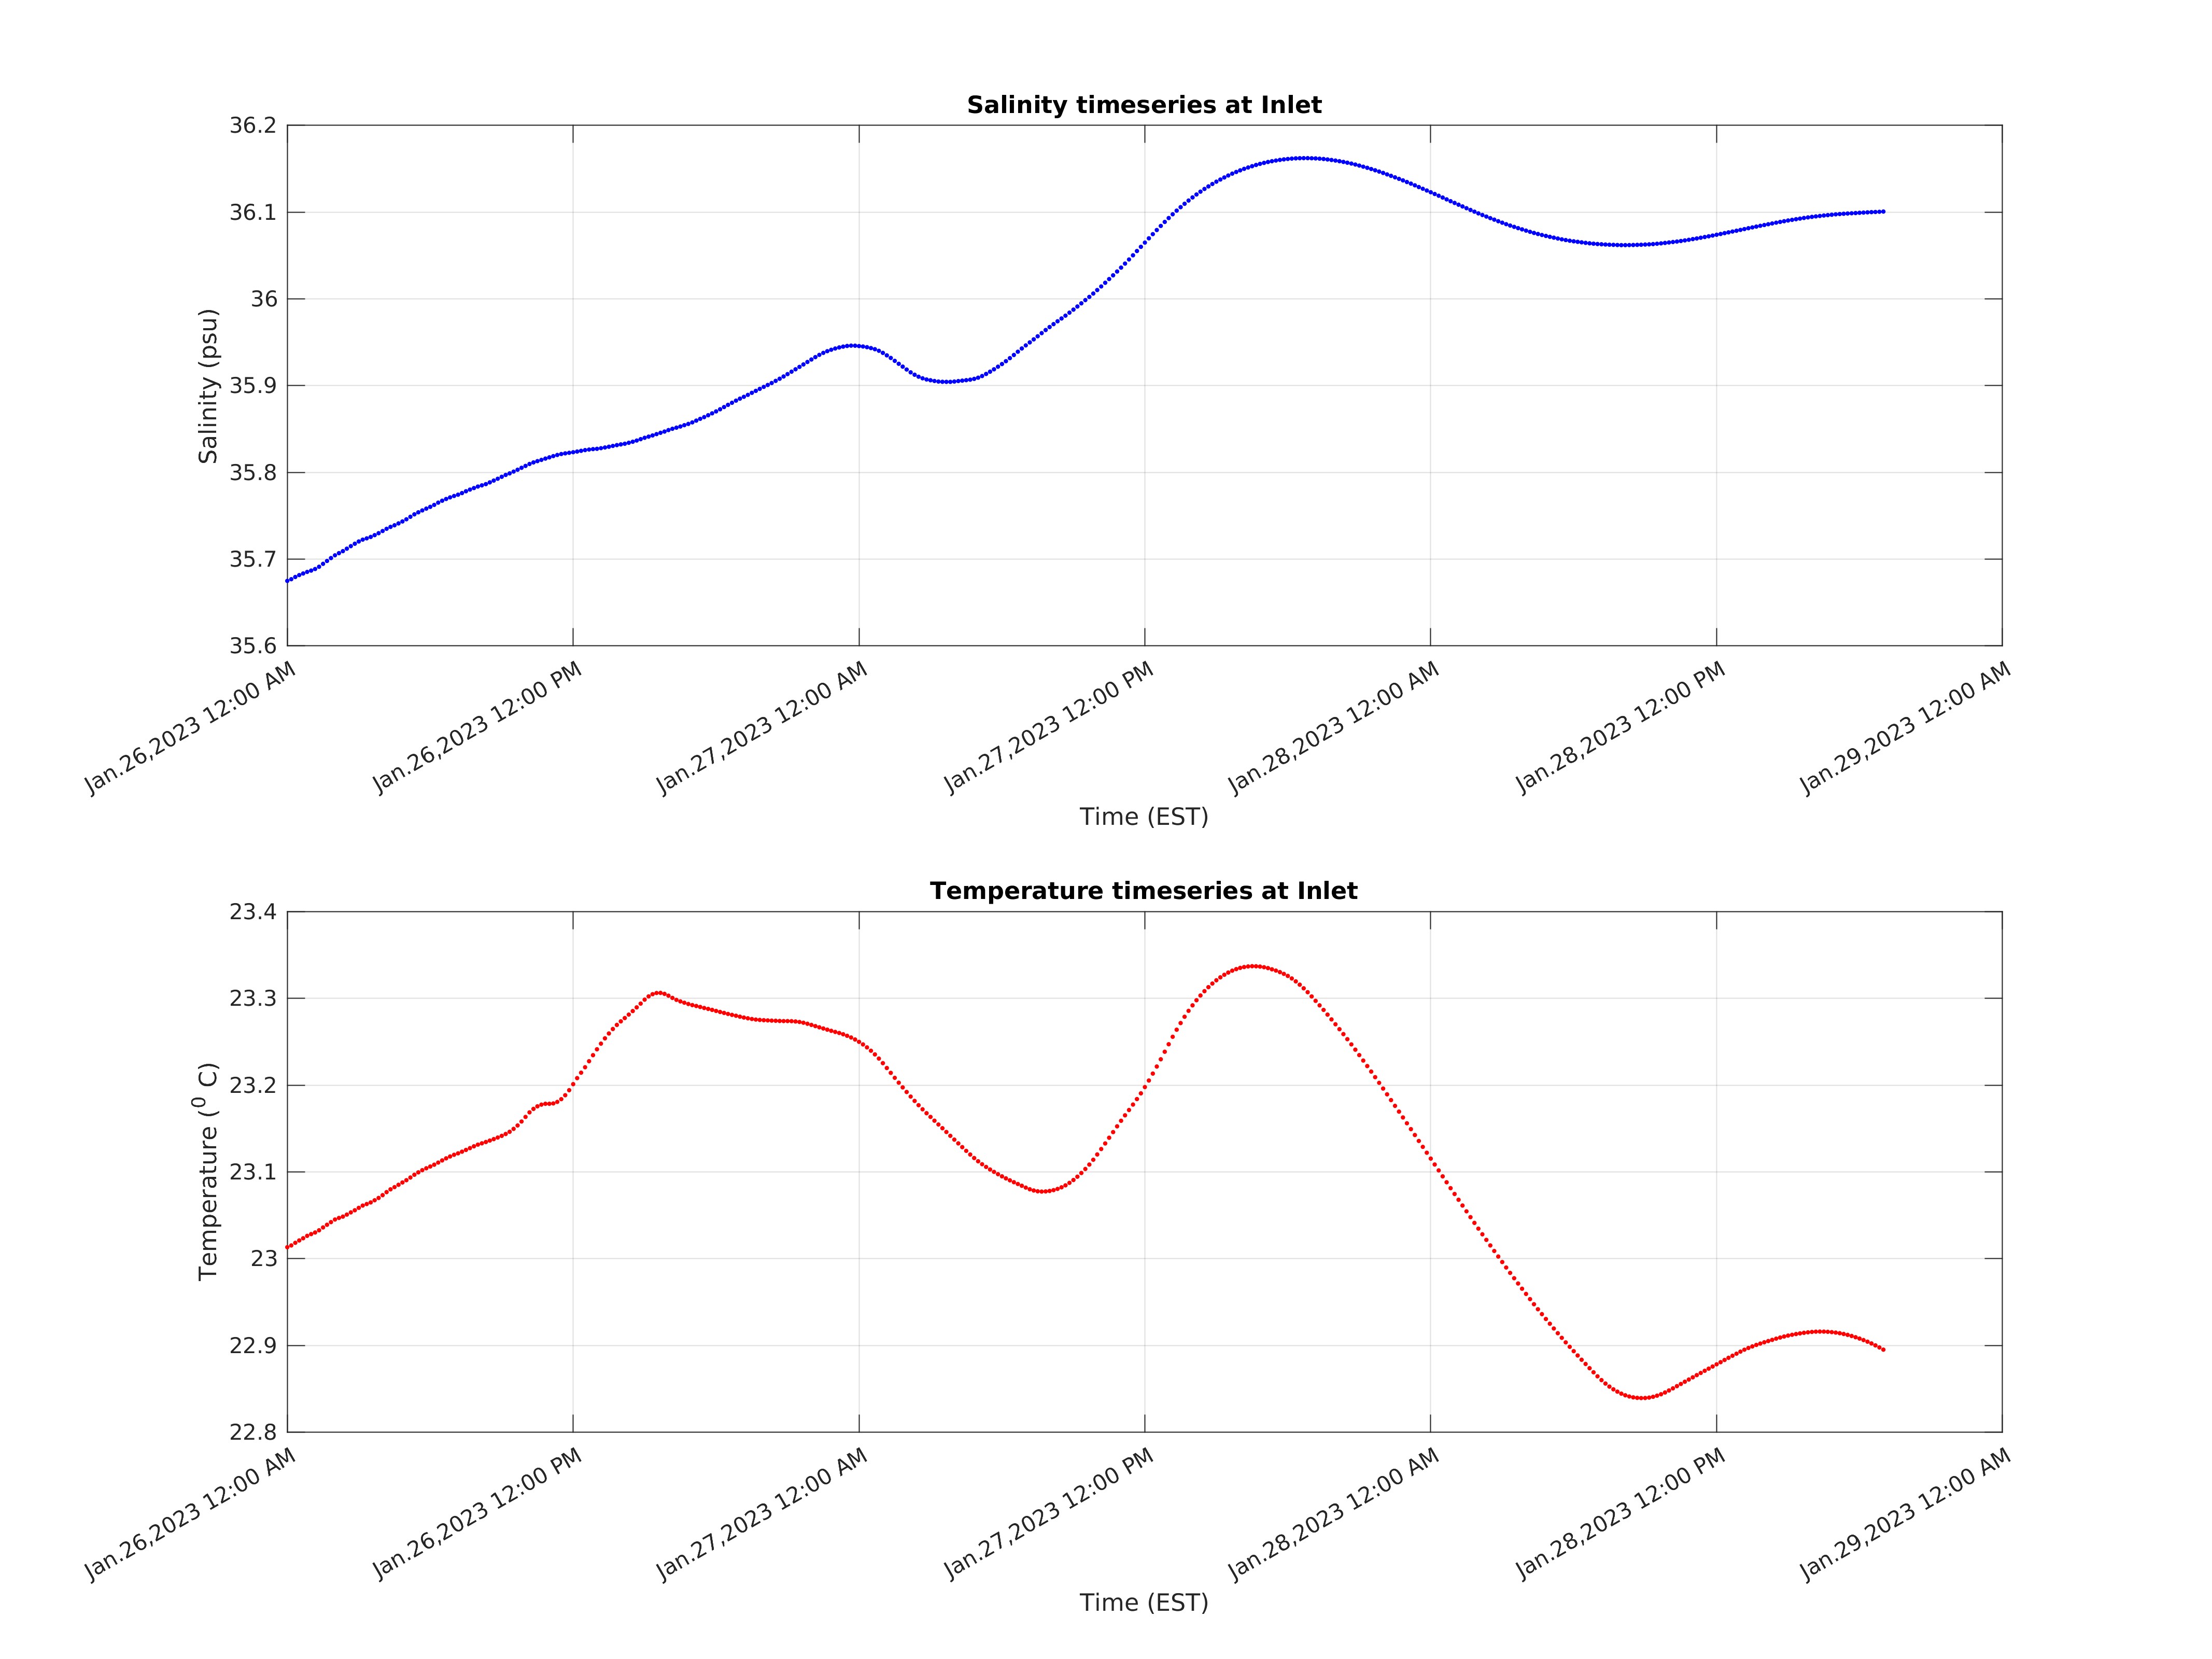 Salinity timeseries at Inlet
36.2
36.1
36
35.9
35.8
35.7
35.6
Salinity (psu)
Jan.26,2023 12:00 AM
Jan.26,2023 12:00 PM
Jan.27,2023 12:00 AM
Jan.27,2023 12:00 PM
Jan.28,2023 12:00 AM
Jan.28,2023 12:00 PM
Jan.29,2023 12:00 AM
Time (EST)
Temperature timeseries at Inlet
23.4
23.3
23.2
23.1
23
22.9
22.8
Temperature (⁰ C)
Jan.26,2023 12:00 AM
Jan.26,2023 12:00 PM
Jan.27,2023 12:00 AM
Jan.27,2023 12:00 PM
Jan.28,2023 12:00 AM
Jan.28,2023 12:00 PM
Jan.29,2023 12:00 AM
Time (EST)